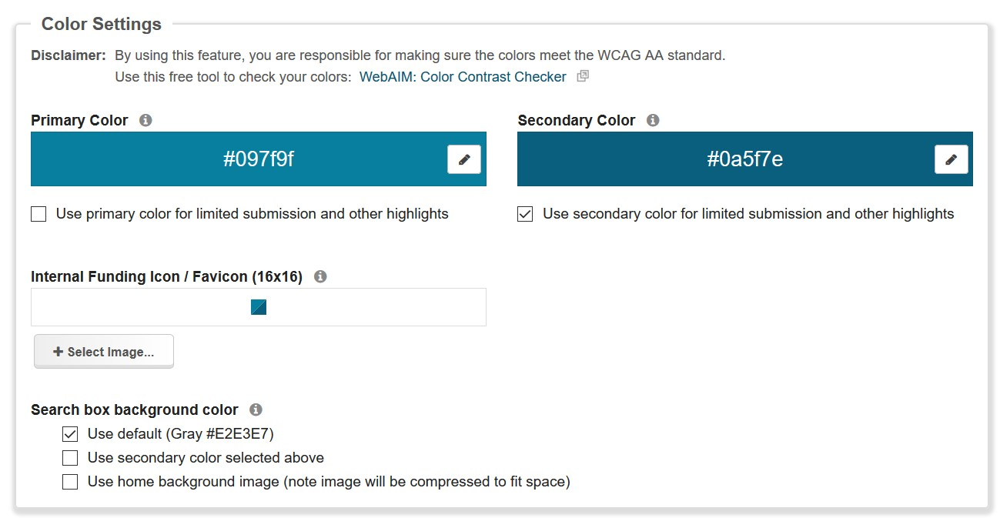 Color Settings
Disclaimer: By using this feature, you are responsible for making sure the colors meet the WCAG AA standard.
Use this free tool to check your colors: WebAIM: Color Contrast Checker
Primary Color
#097f9f
Use primary color for limited submission and other highlights
Secondary Color
#0a5f7e
Use secondary color for limited submission and other highlights
Internal Funding Icon / Favicon (16x16)
Select Image...
Search box background color
Use default (Gray #E2E3E7)
Use secondary color selected above
Use home background image (note image will be compressed to fit space)